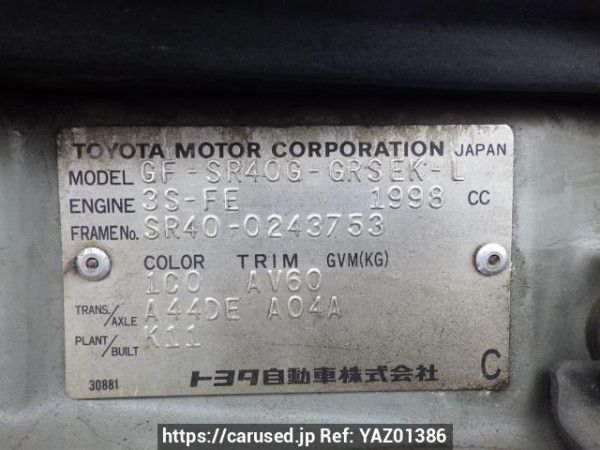 TOYOTA MOTOR CORPORATION JAPAN
MODEL GF-SR40G-GRSEK-L
ENGINE 3S-FE 1998 CC
FRAME No. SR40-0243753
COLOR TRIM GVM(KG)
1C0 AV60
TRANS./AXLE A44DE A04A
PLANT/BUILT K11
30881 トヨタ自動車株式会社 C
https://carused.jp Ref: YAZ01386